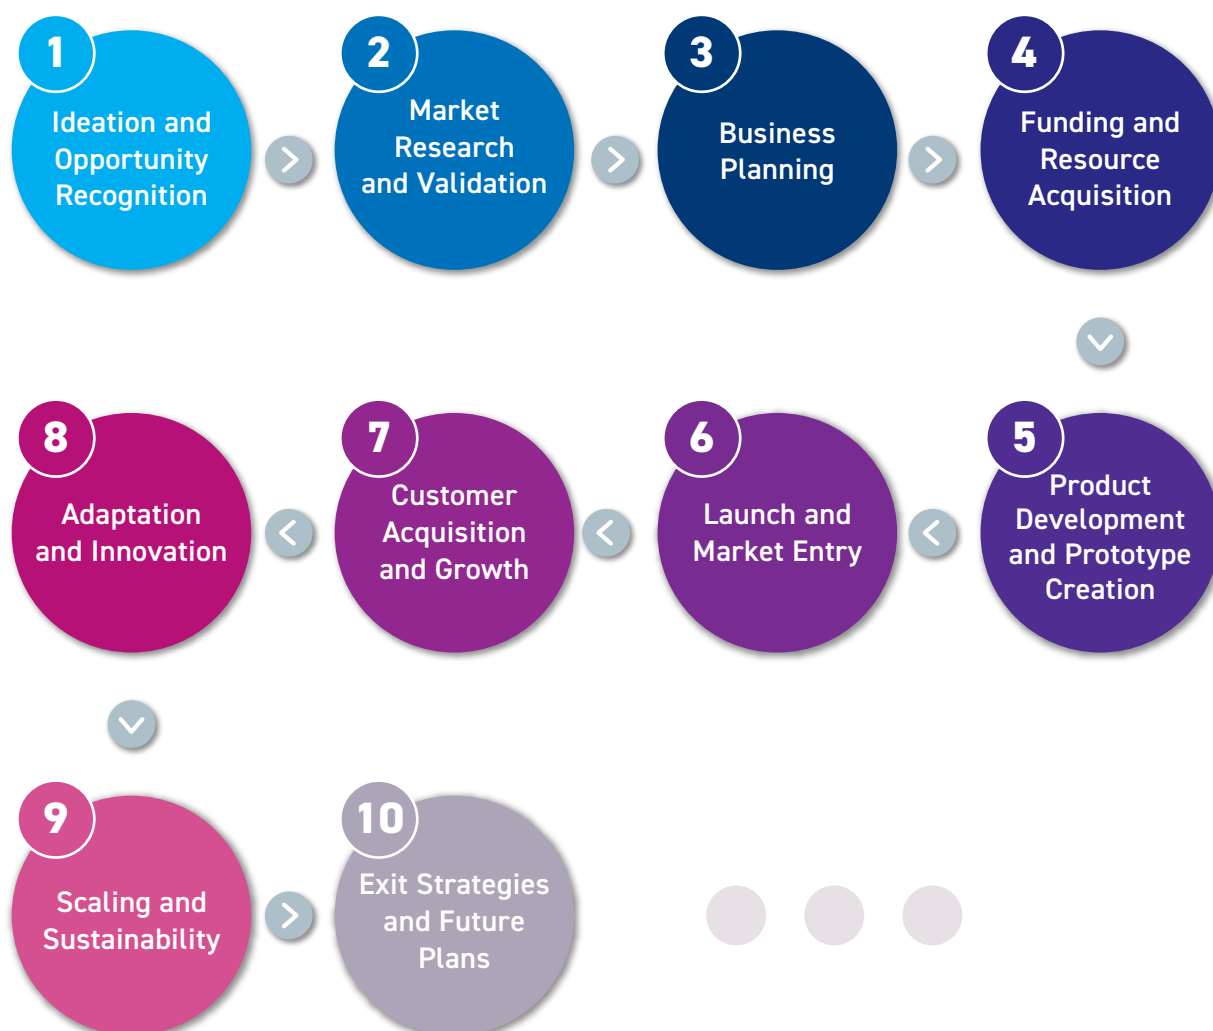 1
Ideation and
Opportunity
Recognition
2
Market
Research
and Validation
3
Business
Planning
4
Funding and
Resource
Acquisition
5
Product
Development
and Prototype
Creation
6
Launch and
Market Entry
7
Customer
Acquisition
and Growth
8
Adaptation
and Innovation
9
Scaling and
Sustainability
10
Exit Strategies
and Future
Plans